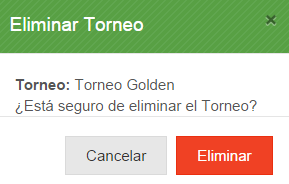 Eliminar Torneo ×
Torneo: Torneo Golden
¿Está seguro de eliminar el Torneo?
Cancelar Eliminar